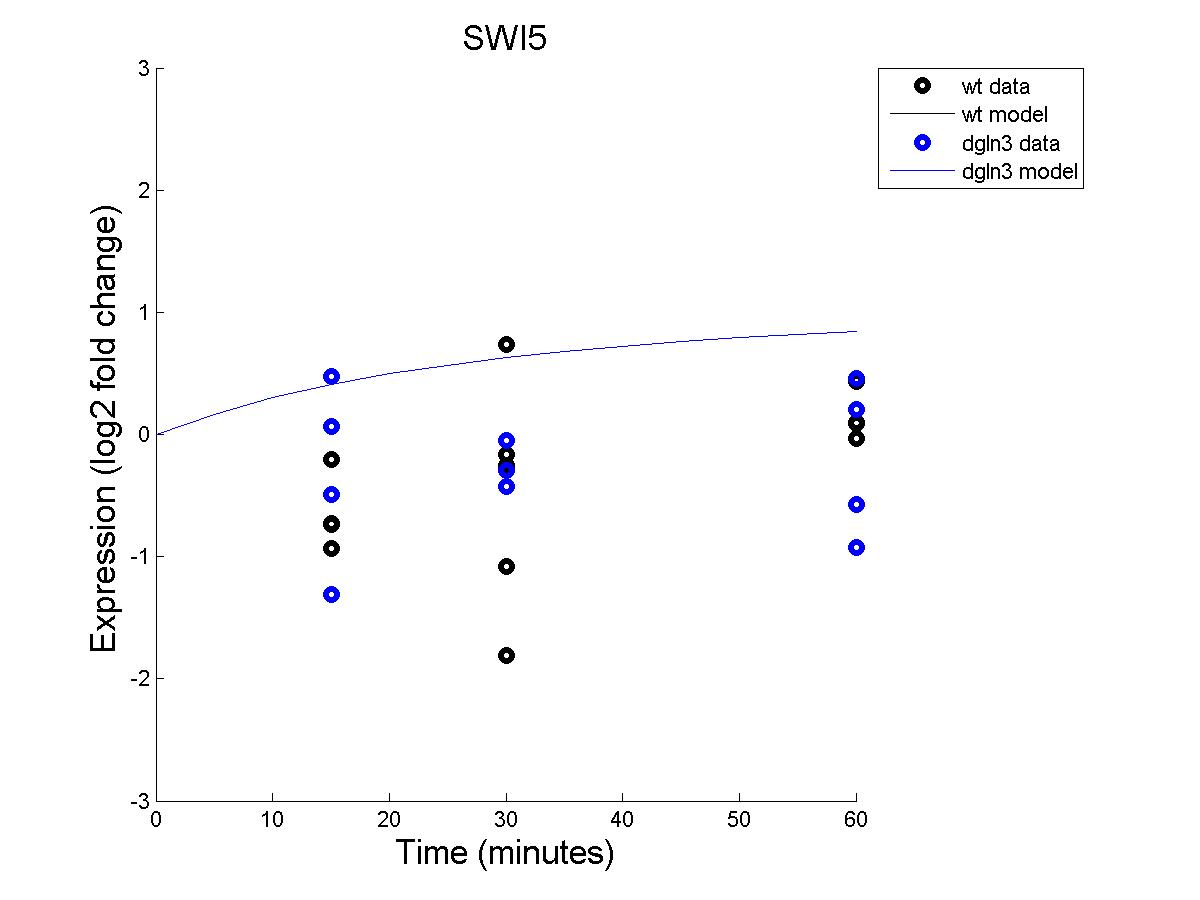 SWI5
3
2
1
0
-1
-2
-3
Expression (log2 fold change)
0 10 20 30 40 50 60
Time (minutes)
wt data
wt model
dgln3 data
dgln3 model